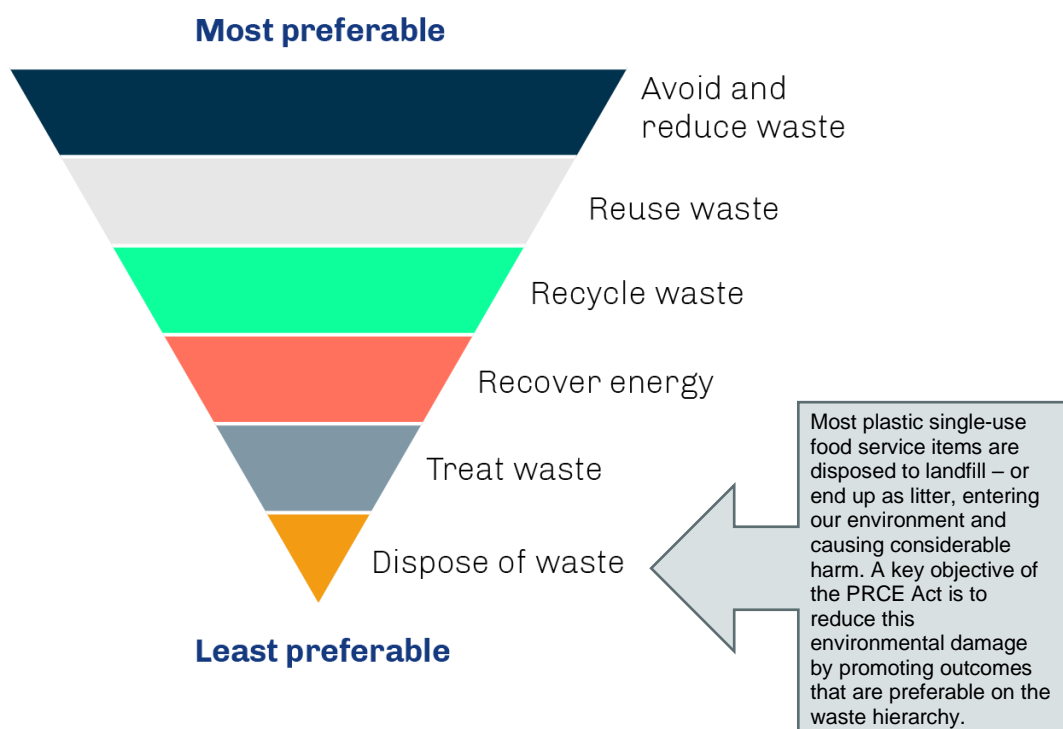 Most preferable
Avoid and
reduce waste
Reuse waste
Recycle waste
Recover energy
Treat waste
Dispose of waste
Least preferable
Most plastic single-use
food service items are
disposed to landfill – or
end up as litter, entering
our environment and
causing considerable
harm. A key objective of
the PRCE Act is to
reduce this
environmental damage
by promoting outcomes
that are preferable on the
waste hierarchy.